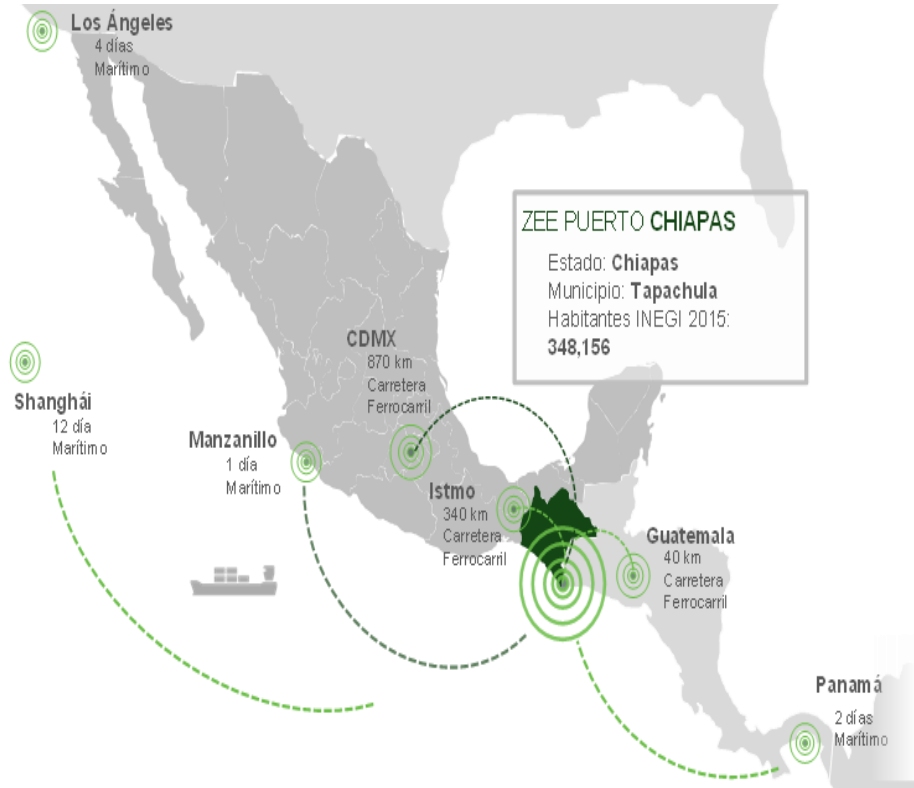 Los Ángeles
4 días
Marítimo
ZEE PUERTO CHIAPAS
Estado: Chiapas
Municipio: Tapachula
Habitantes INEGI 2015:
348,156
CDMX
870 km
Carretera
Ferrocarril
Shanghái
12 día
Marítimo
Manzanillo
1 día
Marítimo
Istmo
340 km
Carretera
Ferrocarril
Guatemala
40 km
Carretera
Ferrocarril
Panamá
2 días
Marítimo